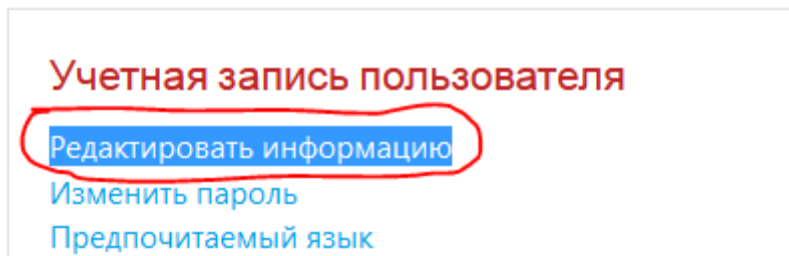 Учетная запись пользователя
Редактировать информацию
Изменить пароль
Предпочитаемый язык